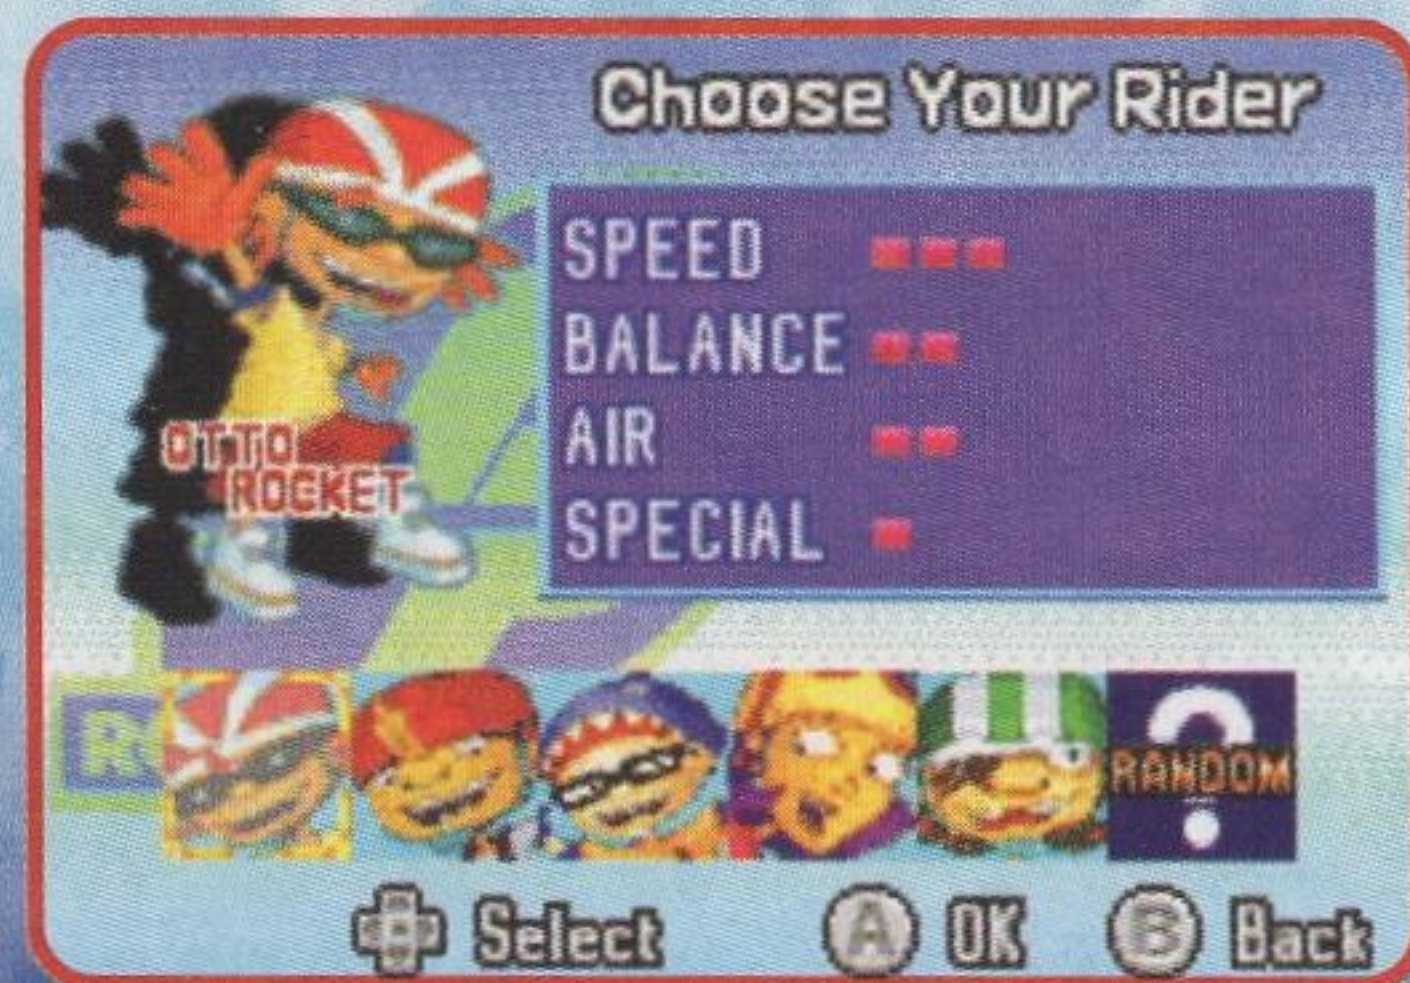 Choose Your Rider
SPEED
BALANCE
AIR
SPECIAL
OTTO
ROCKET
R
RANDOM
Select
A OK
B Back